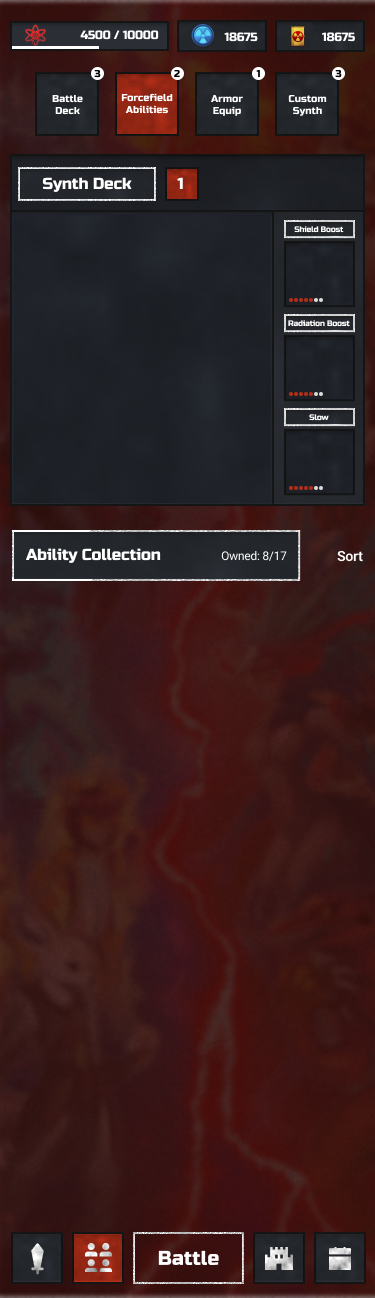 4500 / 10000
18675
18675
3
2
1
3
Battle
Deck
Forcefield
Abilities
Armor
Equip
Custom
Synth
Synth Deck
1
Shield Boost
Radiation Boost
Slow
Ability Collection
Owned: 8/17
Sort
Battle